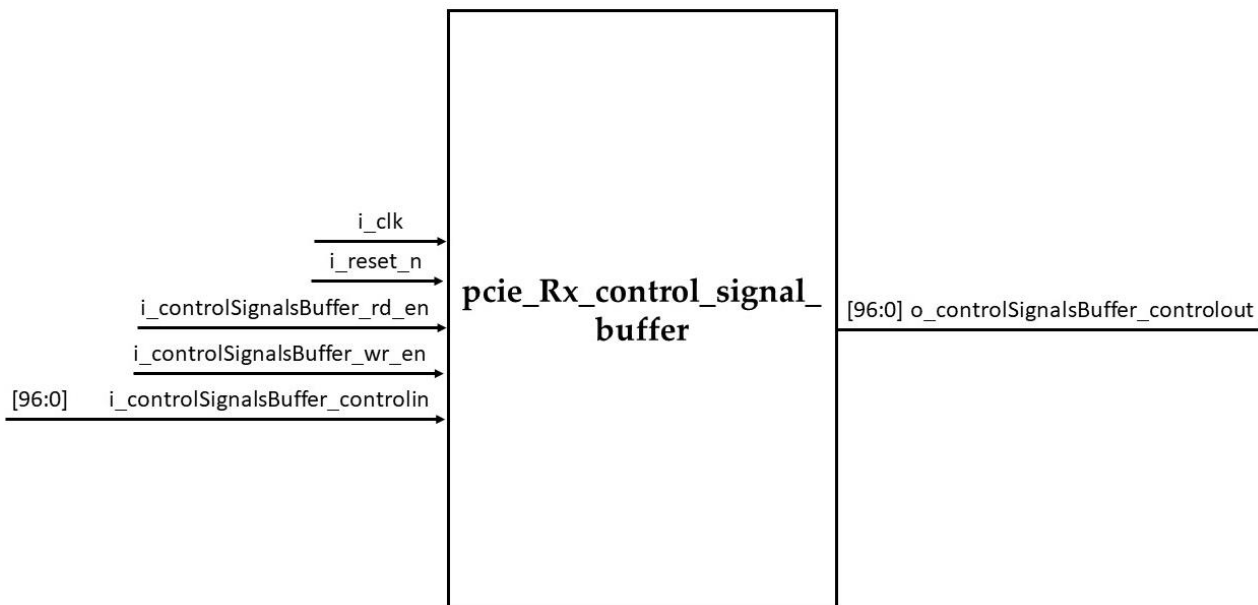 i_clk
i_reset_n
i_controlSignalsBuffer_rd_en
i_controlSignalsBuffer_wr_en
[96:0] i_controlSignalsBuffer_controlin
pcie_Rx_control_signal_
buffer
[96:0] o_controlSignalsBuffer_controlout